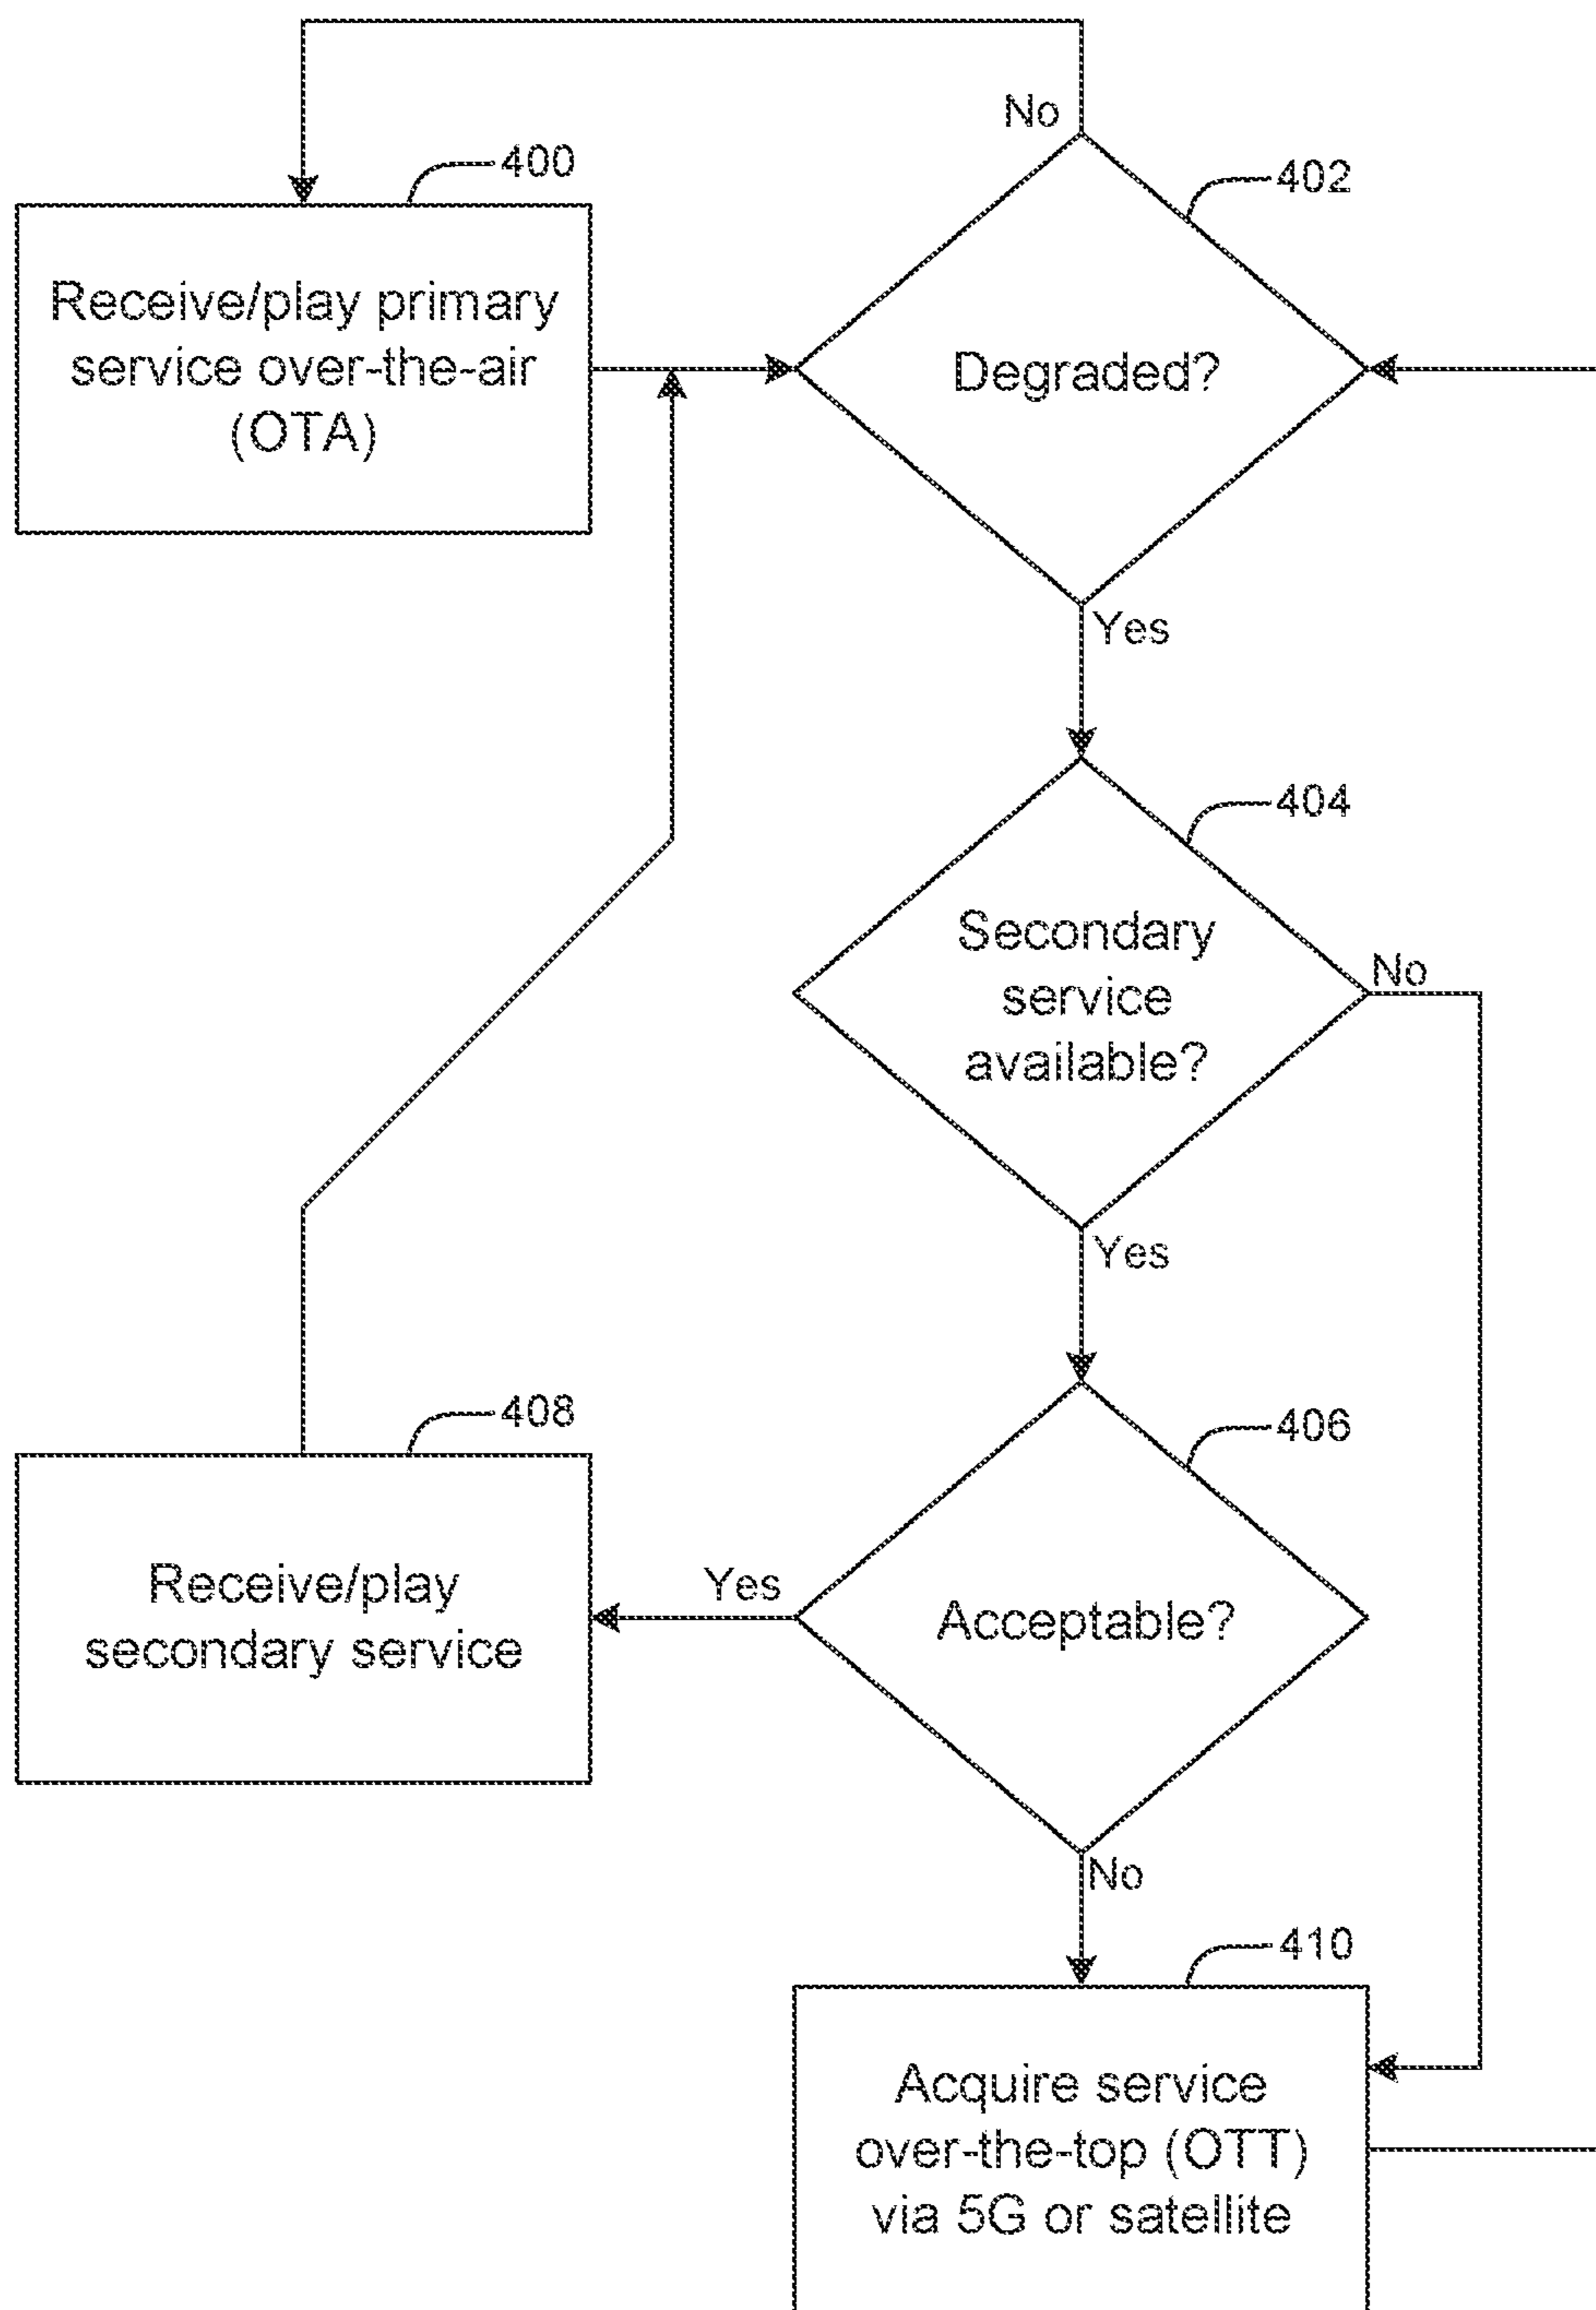 No
400
402
Receive/play primary
service over-the-air
(OTA)
Degraded?
Yes
404
Secondary
service
available?
No
Yes
408
406
Receive/play
secondary service
Yes
Acceptable?
No
410
Acquire service
over-the-top (OTT)
via 5G or satellite